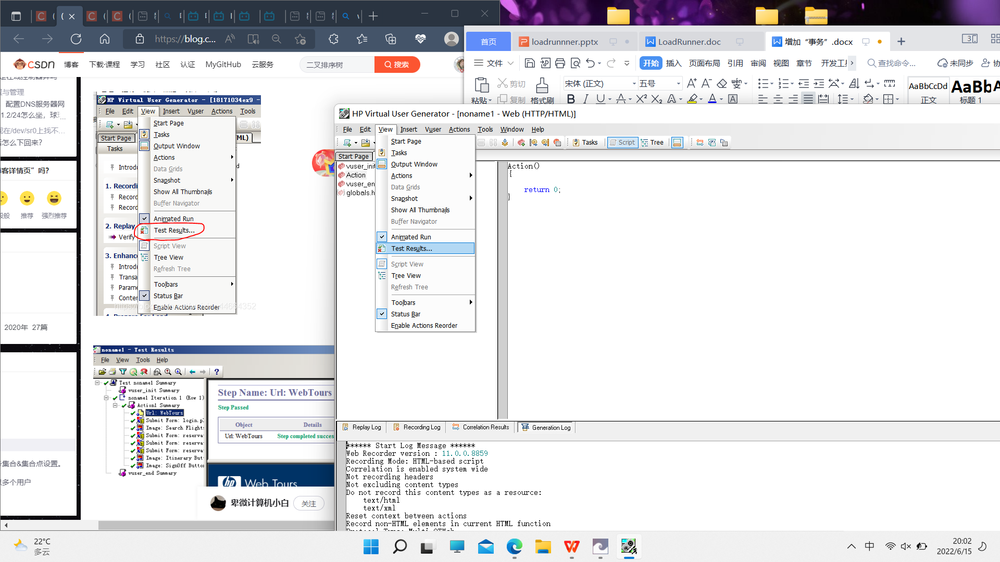 https://blog.c...
CSDN
博客
下载·课程
学习
社区
认证
MyGitHub
云服务
二叉排序树
搜索
置与管理
配置DNS服务器网
1.2/24怎么坐，球
...
现在/dev/sr0上找不...
怎么下回来?
客详情页”吗?
般般
推荐
强烈推荐
2020年 27篇
集合&集合点设置。
多个用户
HP Virtual User Generator - [18171034ex9 -
File Edit View Insert Vuser Actions Tools
Start Page
Tasks
Output Window
Actions
Data Grids
Snapshot
Show All Thumbnails
Buffer Navigator
Animated Run
Test Results...
Script View
Tree View
Refresh Tree
Toolbars
Status Bar
Enable Actions Reorder
Start Page
Tasks
1. Recordi
Record
Record
2. Replay
Verify
3. Enhance
Introdu
Transa
Parame
Conter
noname1 - Test Results
File View Tools Help
Test noname1 Summary
vuser_init Summary
noname1 Iteration 1 (Row 1)
Action1 Summary
Url: WebTours
Submit Form: login.pl
Image: Search Flights
Submit Form: reserva
Submit Form: reserva
Submit Form: reserva
Image: Itinerary But
Image: SignOff Button
vuser_end Summary
Step Name: Url: WebTours
Step Passed
Object Details
Url: WebTours Step completed succes
hp Web Tours
卑微计算机小白
关注
首页
loadrunnner.pptx
LoadRunner.doc
增加“事务”.docx
文件
开始 插入 页面布局 引用 审阅 视图 章节 开发工
查找命令...
未同步
协
粘贴
剪切
复制
格式刷
宋体 (正文)
五号
AaBbCcDd
正文
AaBb
标题 1
HP Virtual User Generator - [noname1 - Web (HTTP/HTML)]
File Edit View Insert Vuser Actions Tools Window Help
Tasks
Script
Tree
Start Page
vuser_init
Action
vuser_en
globals.h
Start Page
Tasks
Output Window
Actions
Data Grids
Snapshot
Show All Thumbnails
Buffer Navigator
Animated Run
Test Results...
Script View
Tree View
Refresh Tree
Toolbars
Status Bar
Enable Actions Reorder
Action()
{
return 0;
}
Replay Log
Recording Log
Correlation Results
Generation Log
****** Start Log Message ******
Web Recorder version : 11.0.0.8859
Recording Mode: HTML-based script
Correlation is enabled system wide
Not recording headers
Not excluding content types
Do not record this content types as a resource:
text/html
text/xml
Reset context between actions
Record non-HTML elements in current HTML function
22°C
多云
中
20:02
2022/6/15